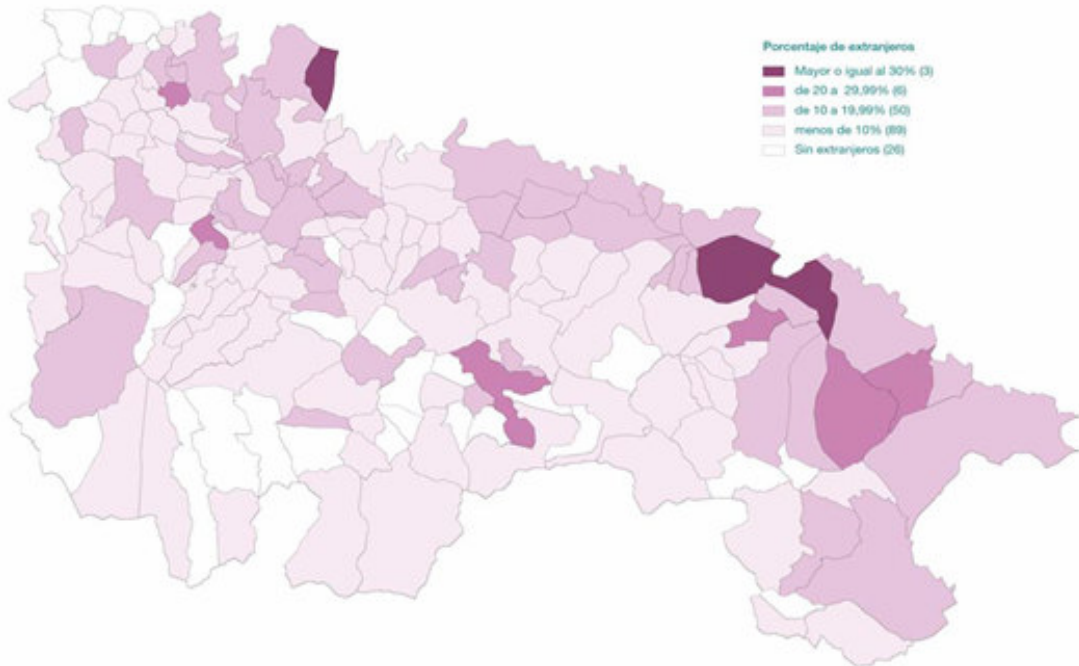 Porcentaje de extranjeros
Mayor o igual al 30% (3)
de 20 a 29,99% (6)
de 10 a 19,99% (50)
menos de 10% (89)
Sin extranjeros (26)